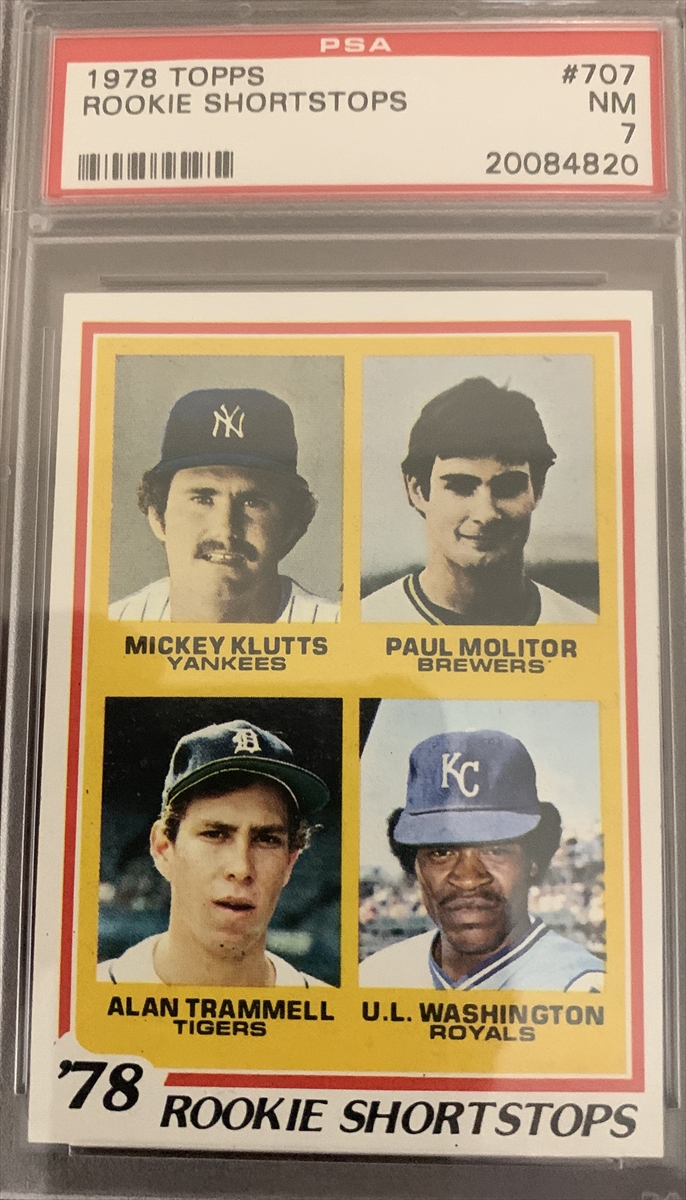 PSA
1978 TOPPS #707
ROOKIE SHORTSTOPS NM
7
20084820
NY
MICKEY KLUTTS
YANKEES
PAUL MOLITOR
BREWERS
D
KC
ALAN TRAMMELL
TIGERS
U.L. WASHINGTON
ROYALS
'78
ROOKIE SHORTSTOPS